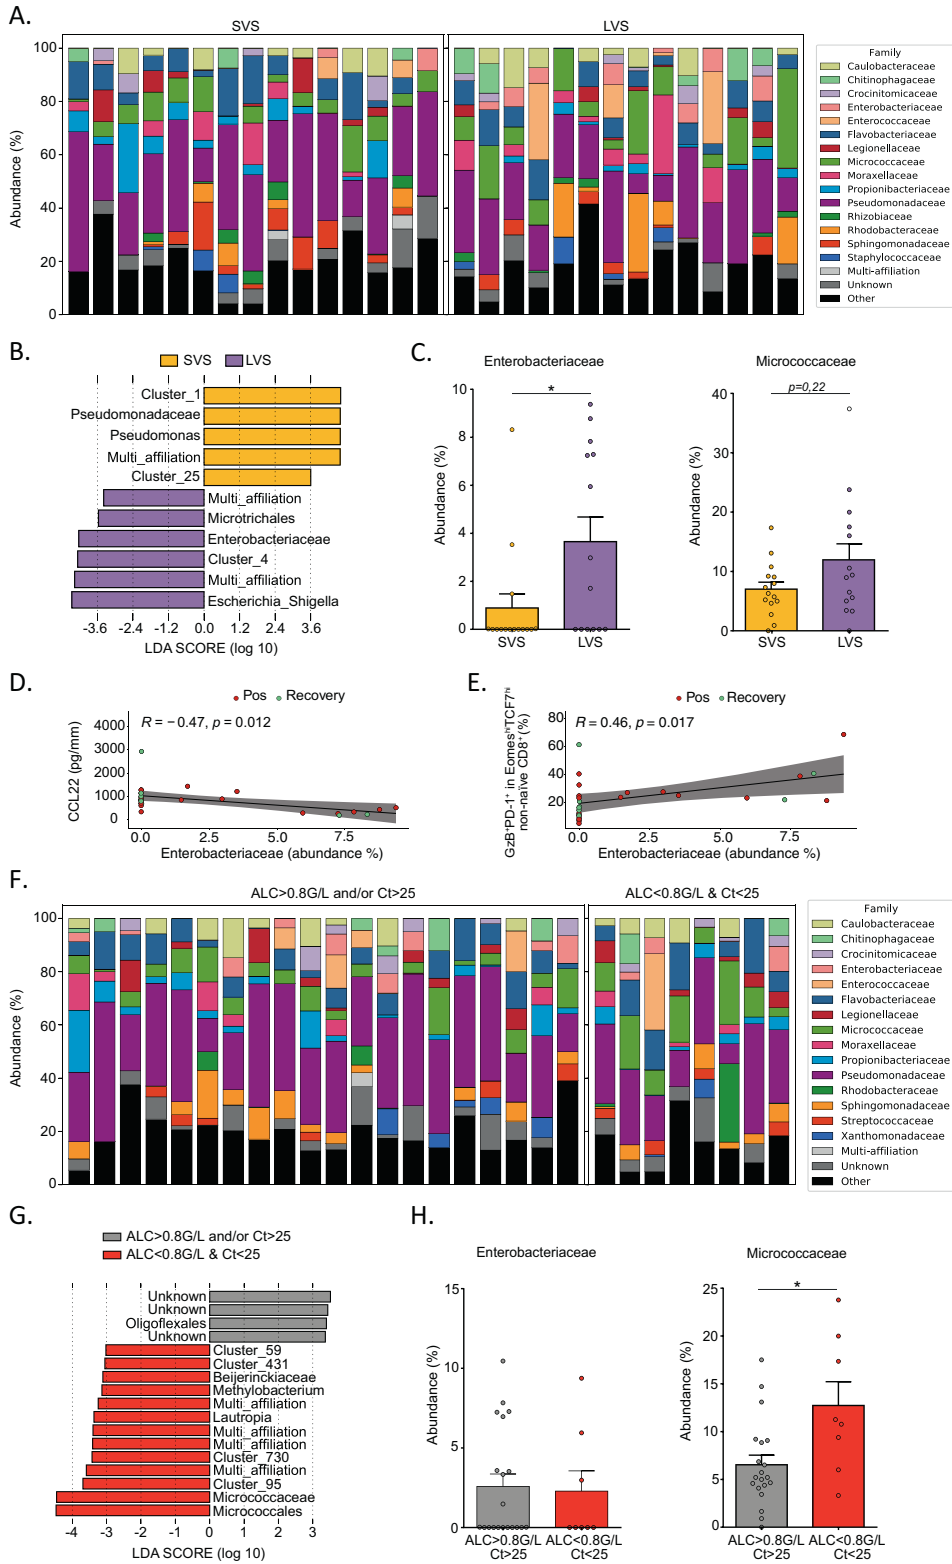 A.
SVS
LVS
100
80
60
40
20
0
Abundance (%)
Family
Caulobacteraceae
Chitinophagaceae
Crocinitomicaceae
Enterobacteriaceae
Enterococcaceae
Flavobacteriaceae
Legionellaceae
Micrococcaceae
Moraxellaceae
Propionibacteriaceae
Pseudomonadaceae
Rhizobiaceae
Rhodobacteraceae
Sphingomonadaceae
Staphylococcaceae
Multi-affiliation
Unknown
Other
B.
SVS LVS
Cluster_1
Pseudomonadaceae
Pseudomonas
Multi_affiliation
Cluster_25
Multi_affiliation
Microtrichales
Enterobacteriaceae
Cluster_4
Multi_affiliation
Escherichia_Shigella
-3.6 -2.4 -1.2 0.0 1.2 2.4 3.6
LDA SCORE (log 10)
C.
Enterobacteriaceae
*
10
8
6
4
2
0
Abundance (%)
SVS LVS
Micrococcaceae
p=0,22
40
30
20
10
0
Abundance (%)
SVS LVS
D.
Pos Recovery
R = −0.47, p = 0.012
4000
3000
2000
1000
0
CCL22 (pg/mm)
0.0 2.5 5.0 7.5
Enterobacteriaceae (abundance %)
E.
Pos Recovery
R = 0.46, p = 0.017
80
60
40
20
GzB⁺PD-1⁺ in EomesʰⁱTCF7ʰⁱ
non-naïve CD8⁺(%)
0.0 2.5 5.0 7.5
Enterobacteriaceae (abundance %)
F.
ALC>0.8G/L and/or Ct>25
ALC<0.8G/L & Ct<25
100
80
60
40
20
0
Abundance (%)
Family
Caulobacteraceae
Chitinophagaceae
Crocinitomicaceae
Enterobacteriaceae
Enterococcaceae
Flavobacteriaceae
Legionellaceae
Micrococcaceae
Moraxellaceae
Propionibacteriaceae
Pseudomonadaceae
Rhodobacteraceae
Sphingomonadaceae
Streptococcaceae
Xanthomonadaceae
Multi-affiliation
Unknown
Other
G.
ALC>0.8G/L and/or Ct>25
ALC<0.8G/L & Ct<25
Unknown
Unknown
Oligoflexales
Unknown
Cluster_59
Cluster_431
Beijerinckiaceae
Methylobacterium
Multi_affiliation
Lautropia
Multi_affiliation
Multi_affiliation
Cluster_730
Multi_affiliation
Cluster_95
Micrococcaceae
Micrococcales
-4 -3 -2 -1 0 1 2 3
LDA SCORE (log 10)
H.
Enterobacteriaceae
15
10
5
0
Abundance (%)
ALC>0.8G/L ALC<0.8G/L
Ct>25 Ct<25
Micrococcaceae
*
25
20
15
10
5
0
Abundance (%)
ALC>0.8G/L ALC<0.8G/L
Ct>25 Ct<25